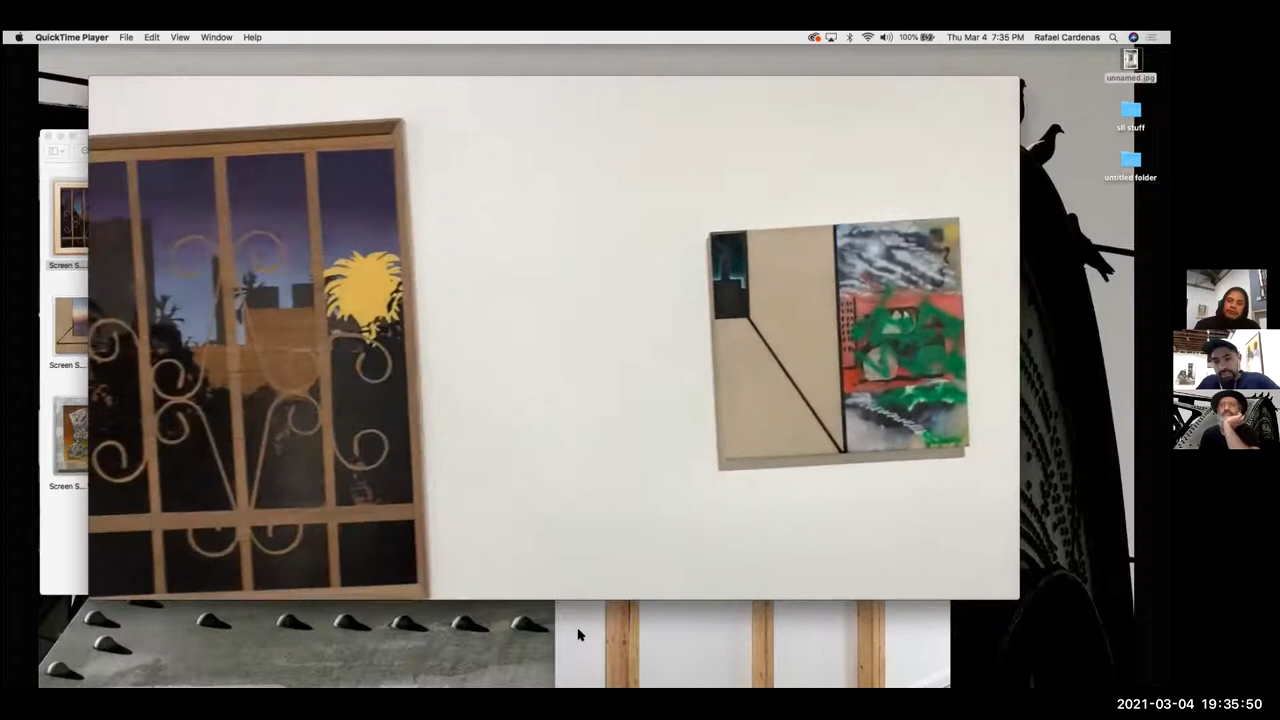 QuickTime Player File Edit View Window Help 100% Thu Mar 4 7:35 PM Rafael Cardenas
unnamed.jpg
sll stuff
untitled folder
Screen S...
Screen S...
Screen S...
2021-03-04 19:35:50